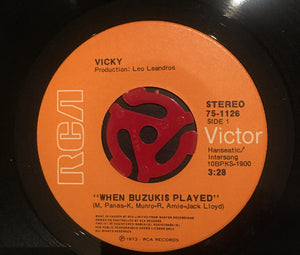 VICKY
Production: Leo Leandros
STEREO
75-1126
SIDE 1
RCA
Victor
Hanseatic/
Intersong
10BPKS-1900
3:28
"WHEN BUZUKIS PLAYED"
(M. Panas-K. Munro-R. Arnie-Jack Lloyd)
© 1973 RCA RECORDS